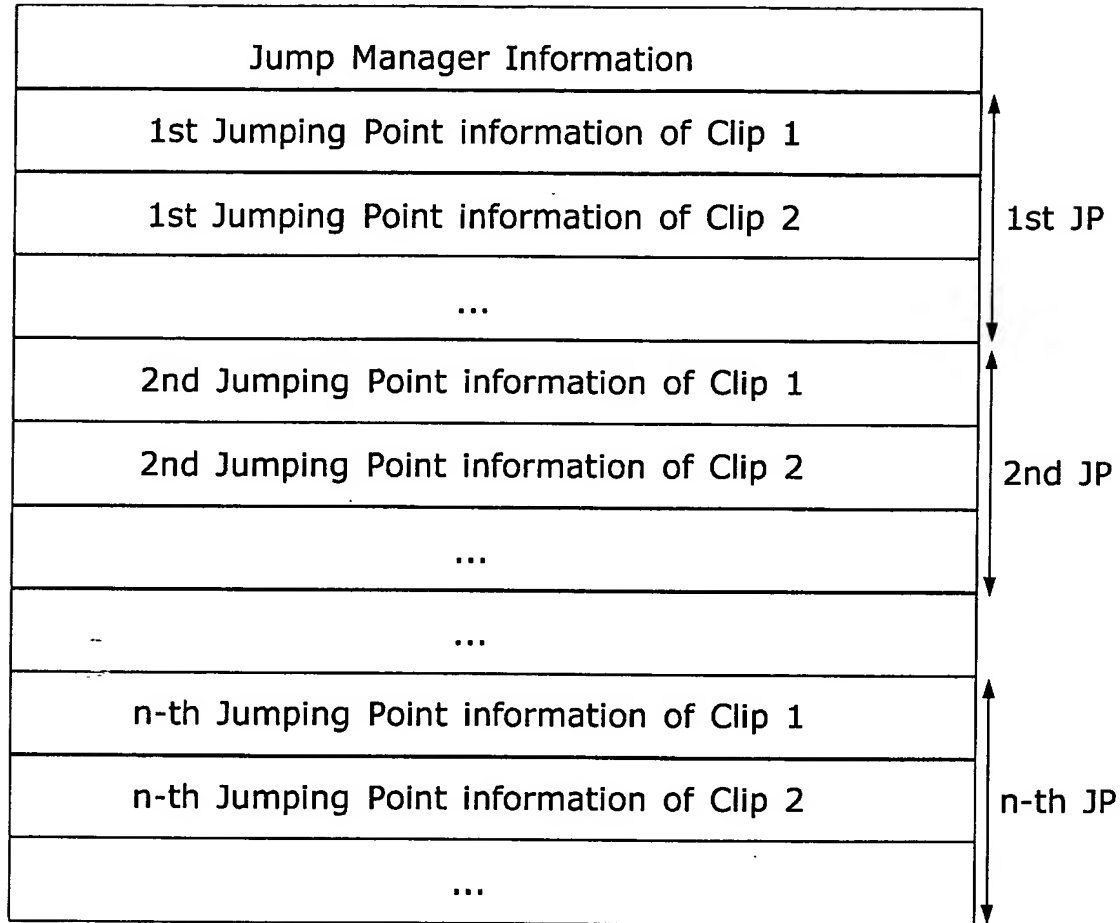 Jump Manager Information
1st Jumping Point information of Clip 1
1st Jumping Point information of Clip 2
1st JP
...
2nd Jumping Point information of Clip 1
2nd Jumping Point information of Clip 2
2nd JP
...
...
n-th Jumping Point information of Clip 1
n-th Jumping Point information of Clip 2
n-th JP
...